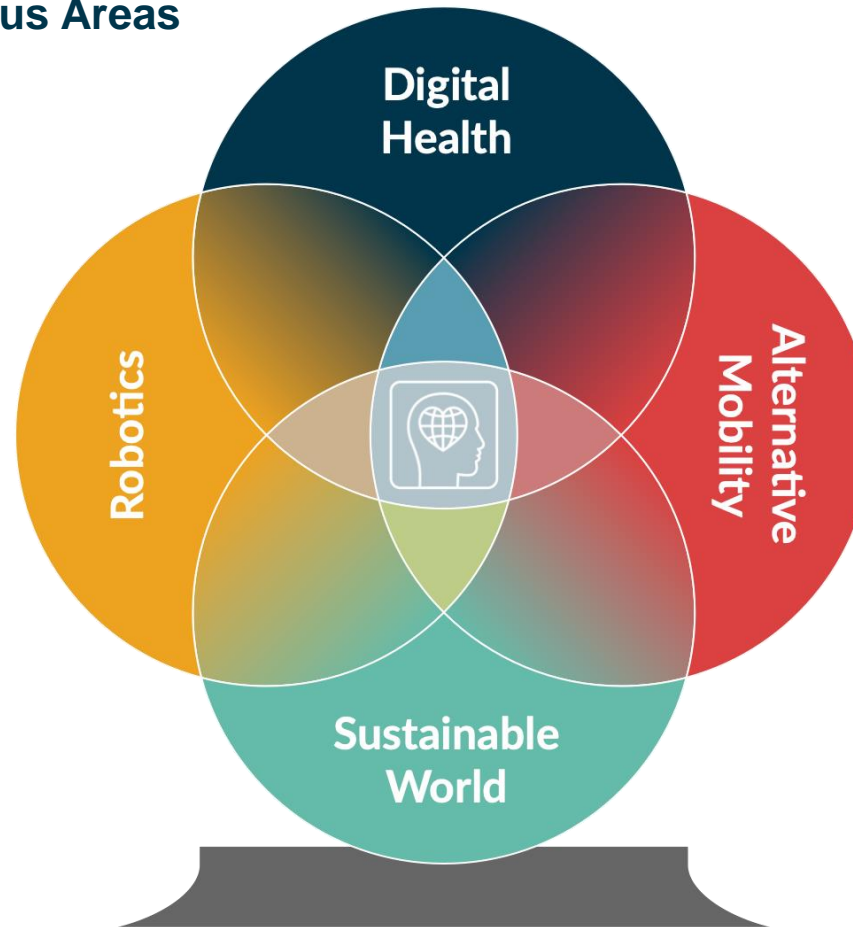 us Areas
Digital
Health
Robotics
Alternative
Mobility
Sustainable
World